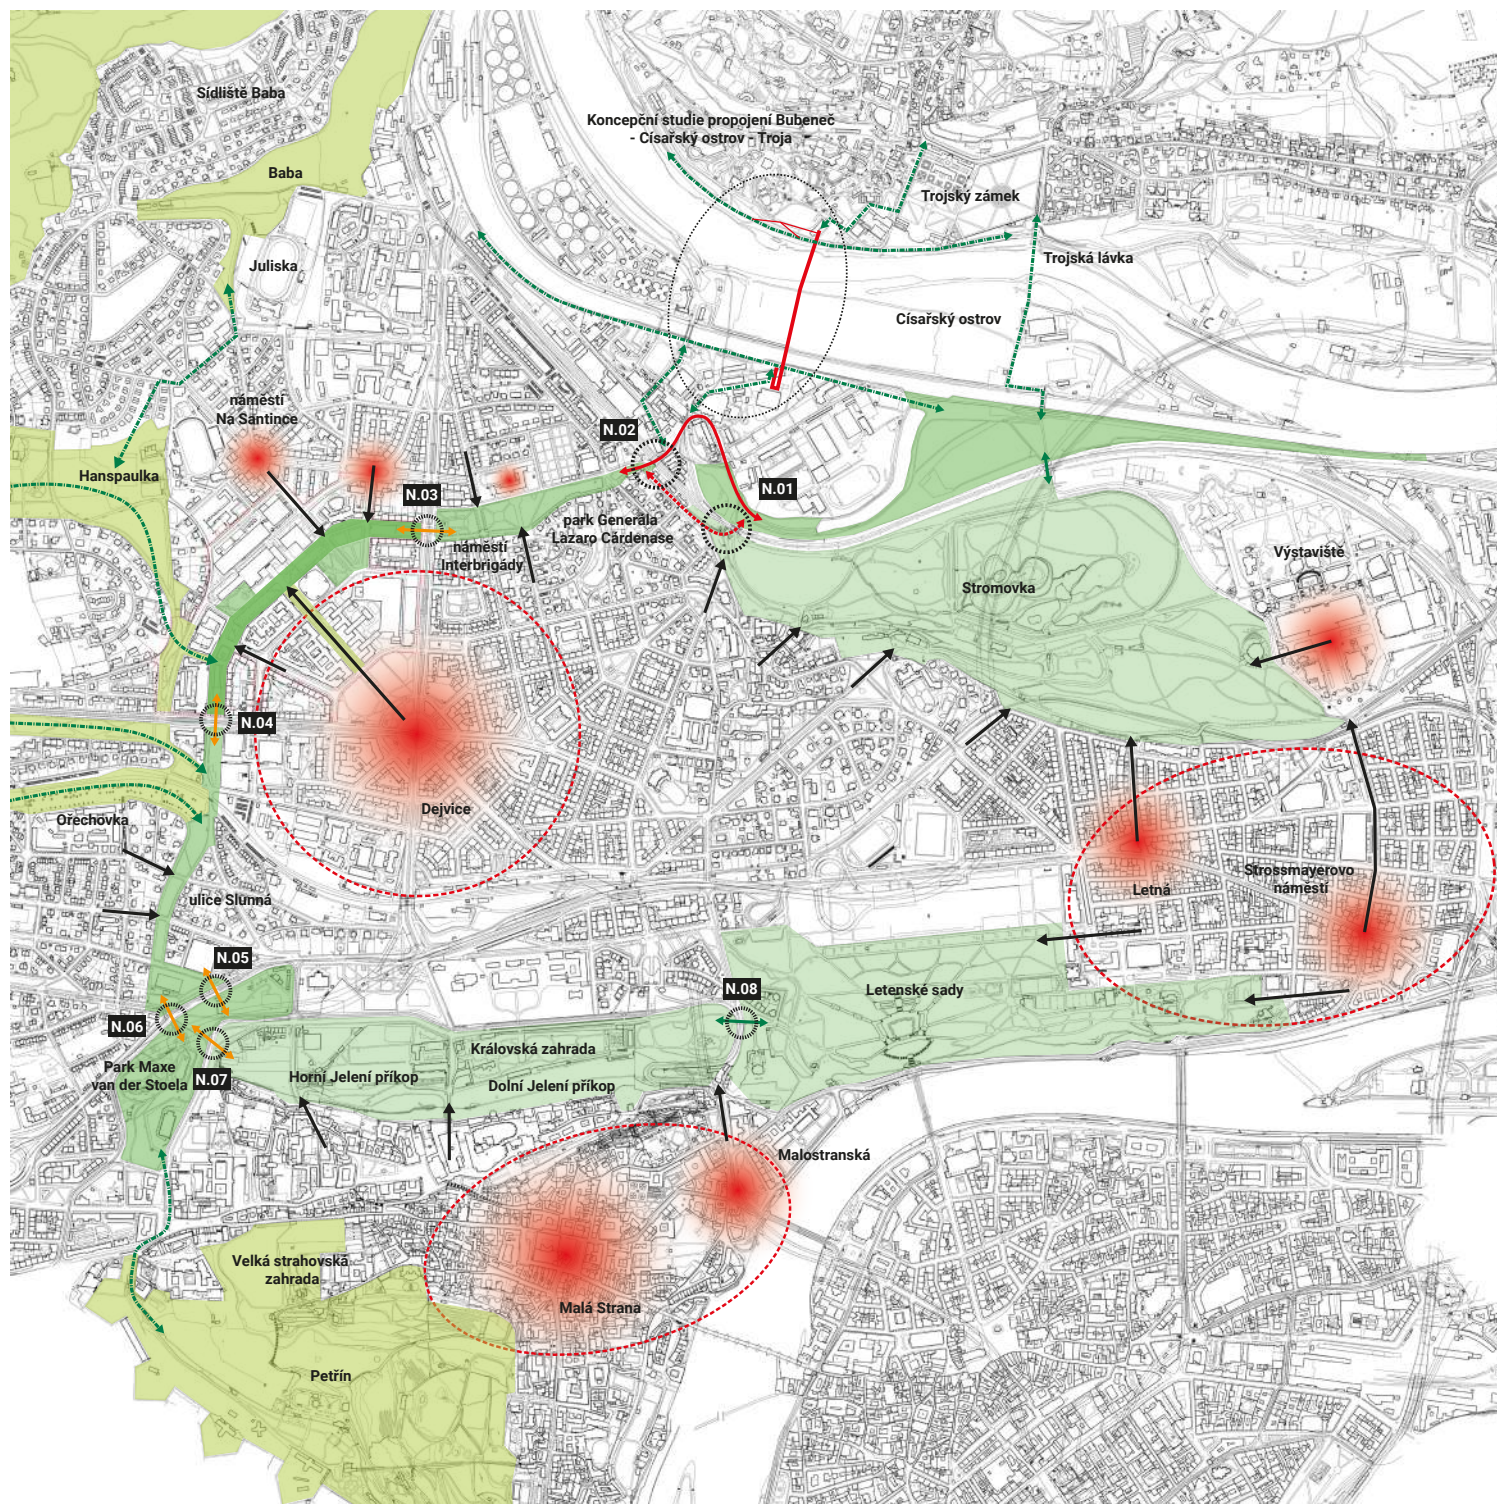 Sídliště Baba
Koncepční studie propojení Bubeneč
- Císařský ostrov - Troja
Baba
Trojský zámek
Juliska
Trojská lávka
Císařský ostrov
náměstí
Na Santince
N.02
Hanspaulka
N.03
N.01
park Generála
Lazaro Cárdenase
náměstí
Interbrigády
Výstaviště
Stromovka
N.04
Dejvice
Ořechovka
Strossmayerovo
náměstí
Letná
ulice Slunná
N.05
N.08
Letenské sady
N.06
Královská zahrada
Park Maxe
van der Stoela
N.07
Horní Jelení příkop
Dolní Jelení příkop
Malostranská
Velká strahovská
zahrada
Malá Strana
Petřín